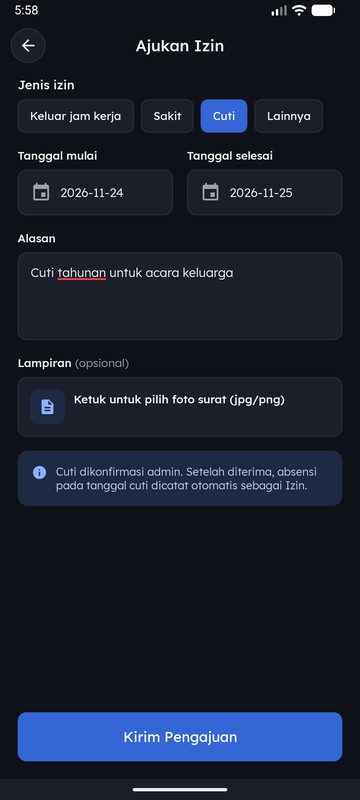 5:58
Ajukan Izin
Jenis izin
Keluar jam kerja
Sakit
Cuti
Lainnya
Tanggal mulai
Tanggal selesai
2026-11-24
2026-11-25
Alasan
Cuti tahunan untuk acara keluarga
Lampiran (opsional)
Ketuk untuk pilih foto surat (jpg/png)
Cuti dikonfirmasi admin. Setelah diterima, absensi
pada tanggal cuti dicatat otomatis sebagai Izin.
Kirim Pengajuan